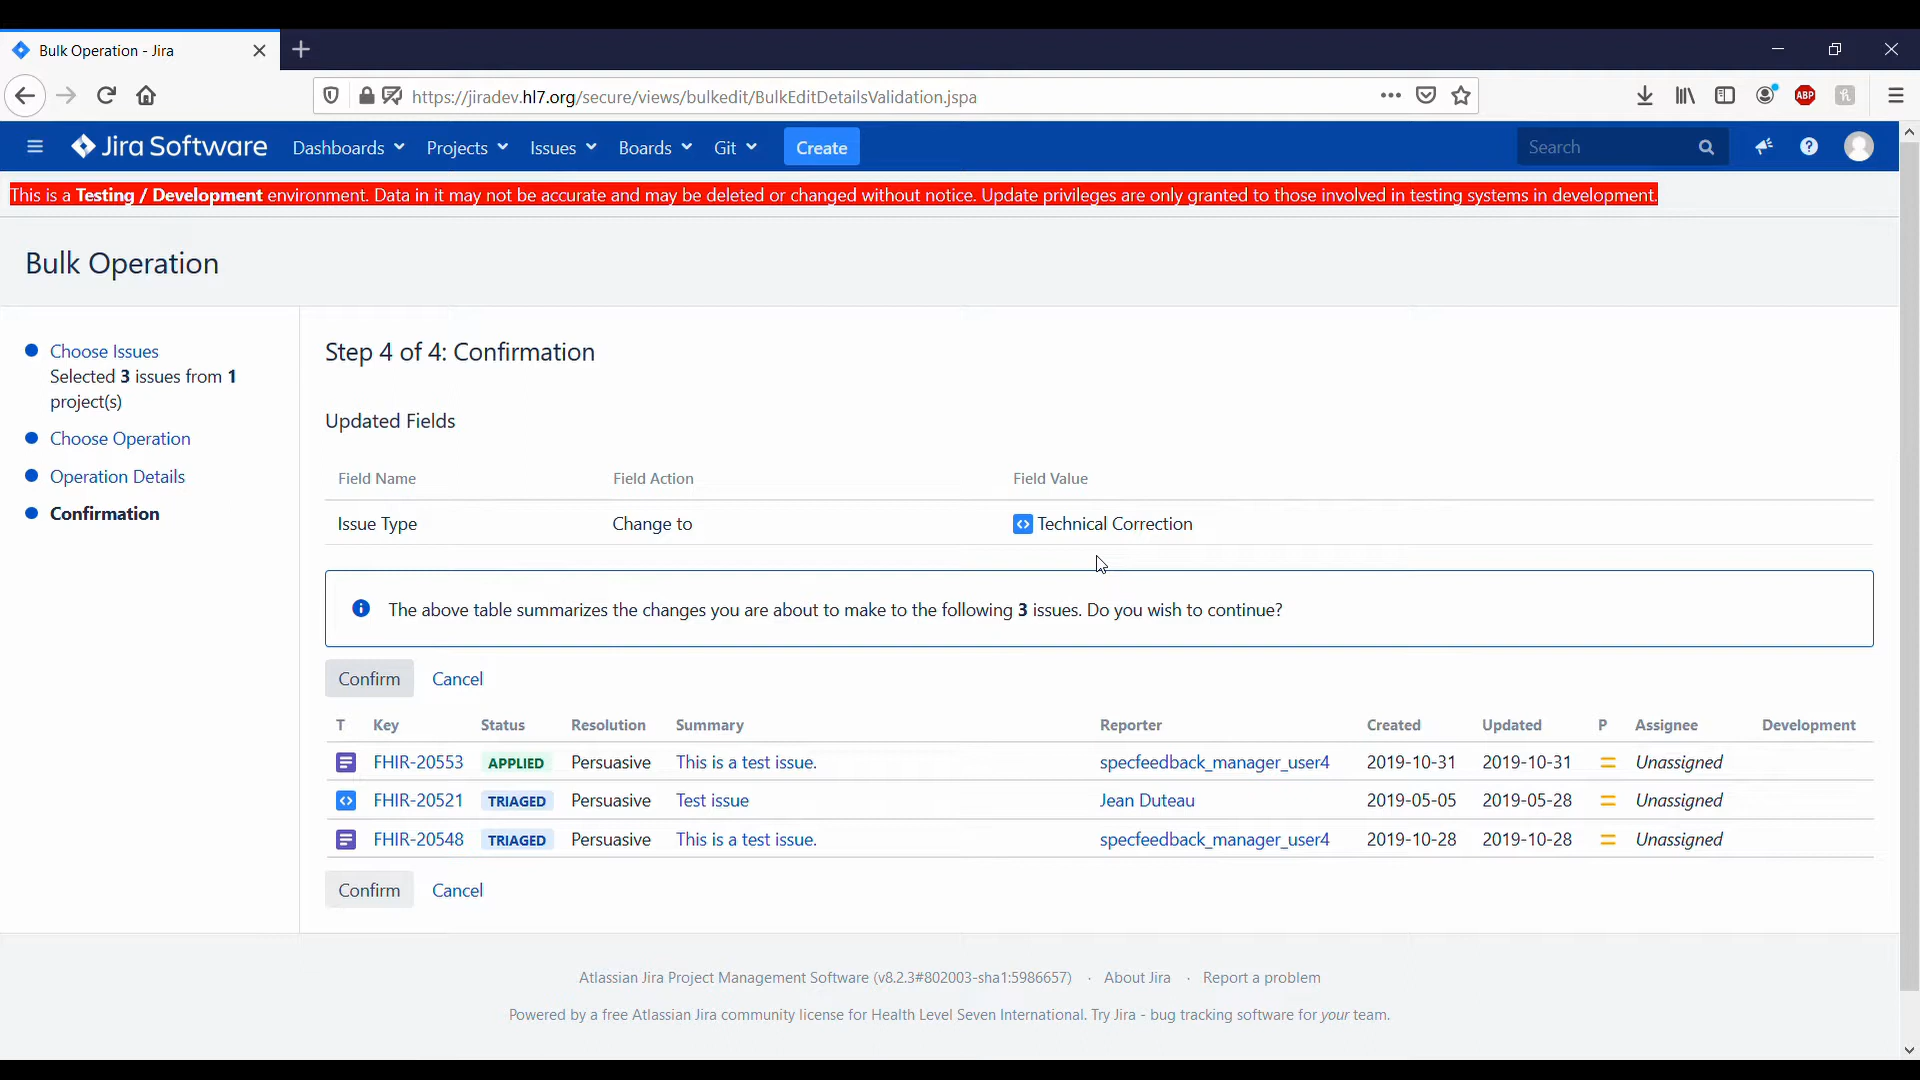 Bulk Operation - Jira
https://jiradev.hl7.org/secure/views/bulkedit/BulkEditDetailsValidation.jspa
ABP
Jira Software Dashboards Projects Issues Boards Git Create Search
This is a Testing / Development environment. Data in it may not be accurate and may be deleted or changed without notice. Update privileges are only granted to those involved in testing systems in development.
Bulk Operation
Choose Issues
Selected 3 issues from 1
project(s)
Choose Operation
Operation Details
Confirmation
Step 4 of 4: Confirmation
Updated Fields
Field Name Field Action Field Value
Issue Type Change to Technical Correction
The above table summarizes the changes you are about to make to the following 3 issues. Do you wish to continue?
Confirm Cancel
T Key Status Resolution Summary Reporter Created Updated P Assignee Development
FHIR-20553 APPLIED Persuasive This is a test issue. specfeedback_manager_user4 2019-10-31 2019-10-31 Unassigned
FHIR-20521 TRIAGED Persuasive Test issue Jean Duteau 2019-05-05 2019-05-28 Unassigned
FHIR-20548 TRIAGED Persuasive This is a test issue. specfeedback_manager_user4 2019-10-28 2019-10-28 Unassigned
Confirm Cancel
Atlassian Jira Project Management Software (v8.2.3#802003-sha1:5986657) · About Jira · Report a problem
Powered by a free Atlassian Jira community license for Health Level Seven International. Try Jira - bug tracking software for your team.